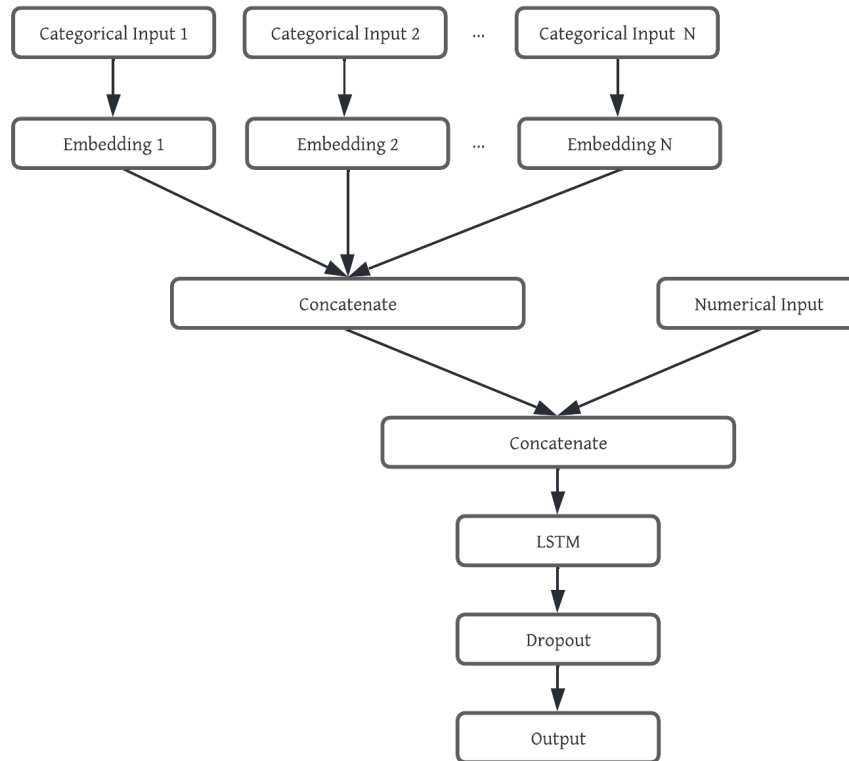 Categorical Input 1
Categorical Input 2
...
Categorical Input N
Embedding 1
Embedding 2
...
Embedding N
Concatenate
Numerical Input
Concatenate
LSTM
Dropout
Output